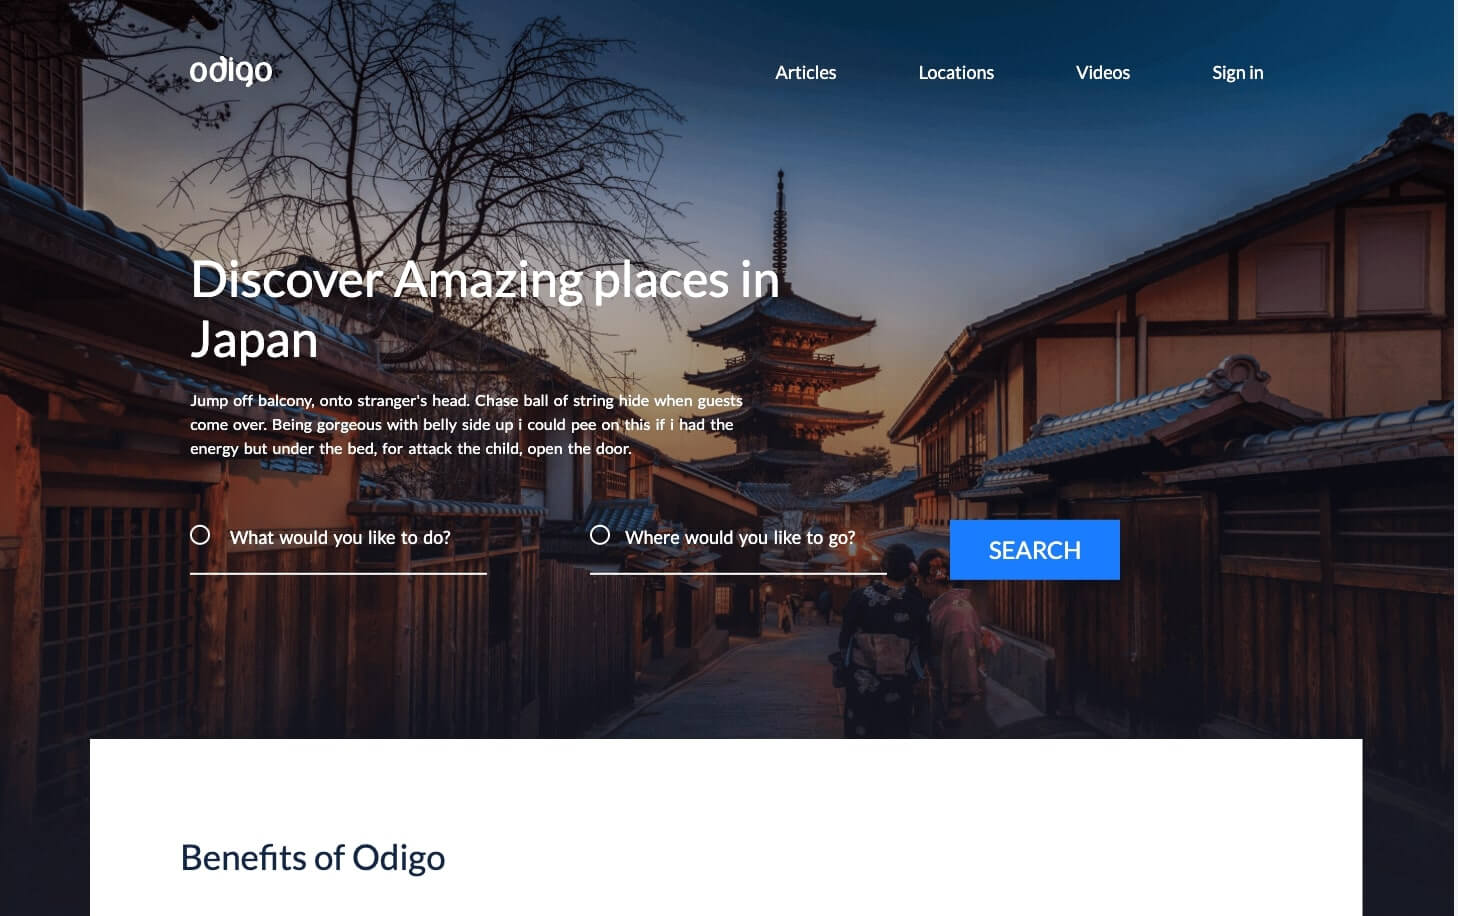 odigo
Articles
Locations
Videos
Sign in
Discover Amazing places in
Japan
Jump off balcony, onto stranger's head. Chase ball of string hide when guests
come over. Being gorgeous with belly side up i could pee on this if i had the
energy but under the bed, for attack the child, open the door.
What would you like to do?
Where would you like to go?
SEARCH
Benefits of Odigo